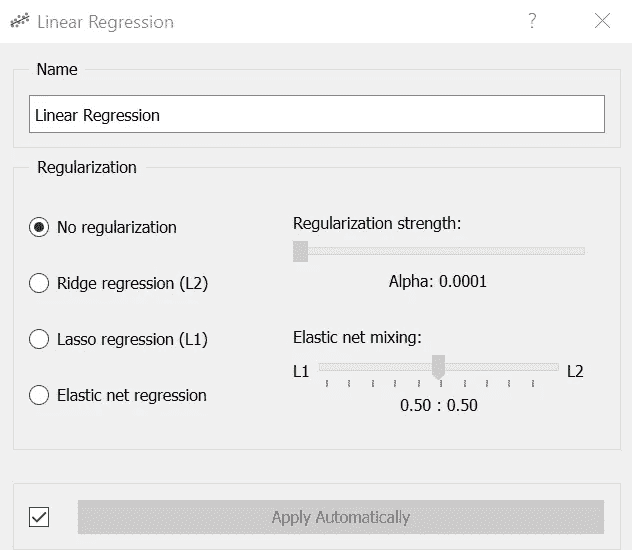 Linear Regression
?
Name
Linear Regression
Regularization
No regularization
Ridge regression (L2)
Lasso regression (L1)
Elastic net regression
Regularization strength:
Alpha: 0.0001
Elastic net mixing:
L1 L2
0.50 : 0.50
Apply Automatically